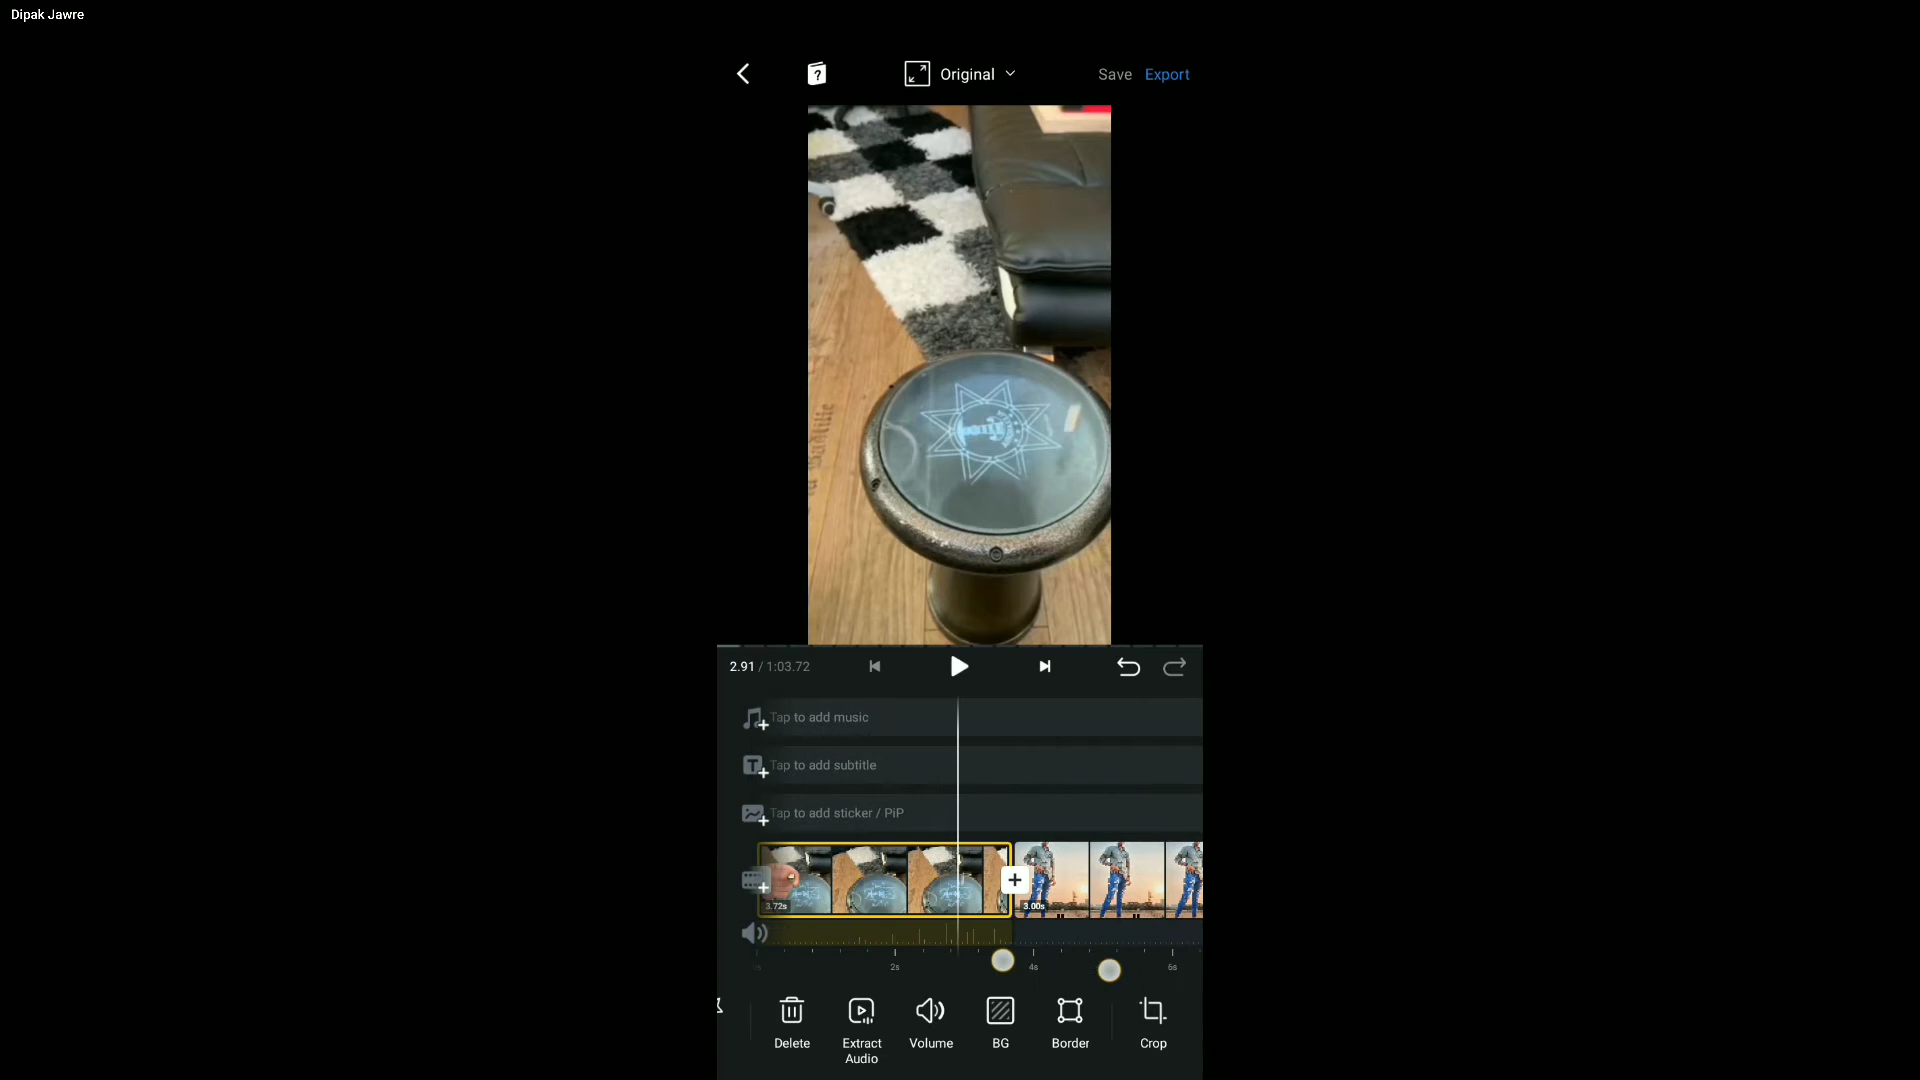 Dipak Jawre
Original
Save Export
2.91 / 1:03.72
Tap to add music
Tap to add subtitle
Tap to add sticker / PiP
3.72s
3.00s
2s
4s
6s
Delete
Extract
Audio
Volume
BG
Border
Crop